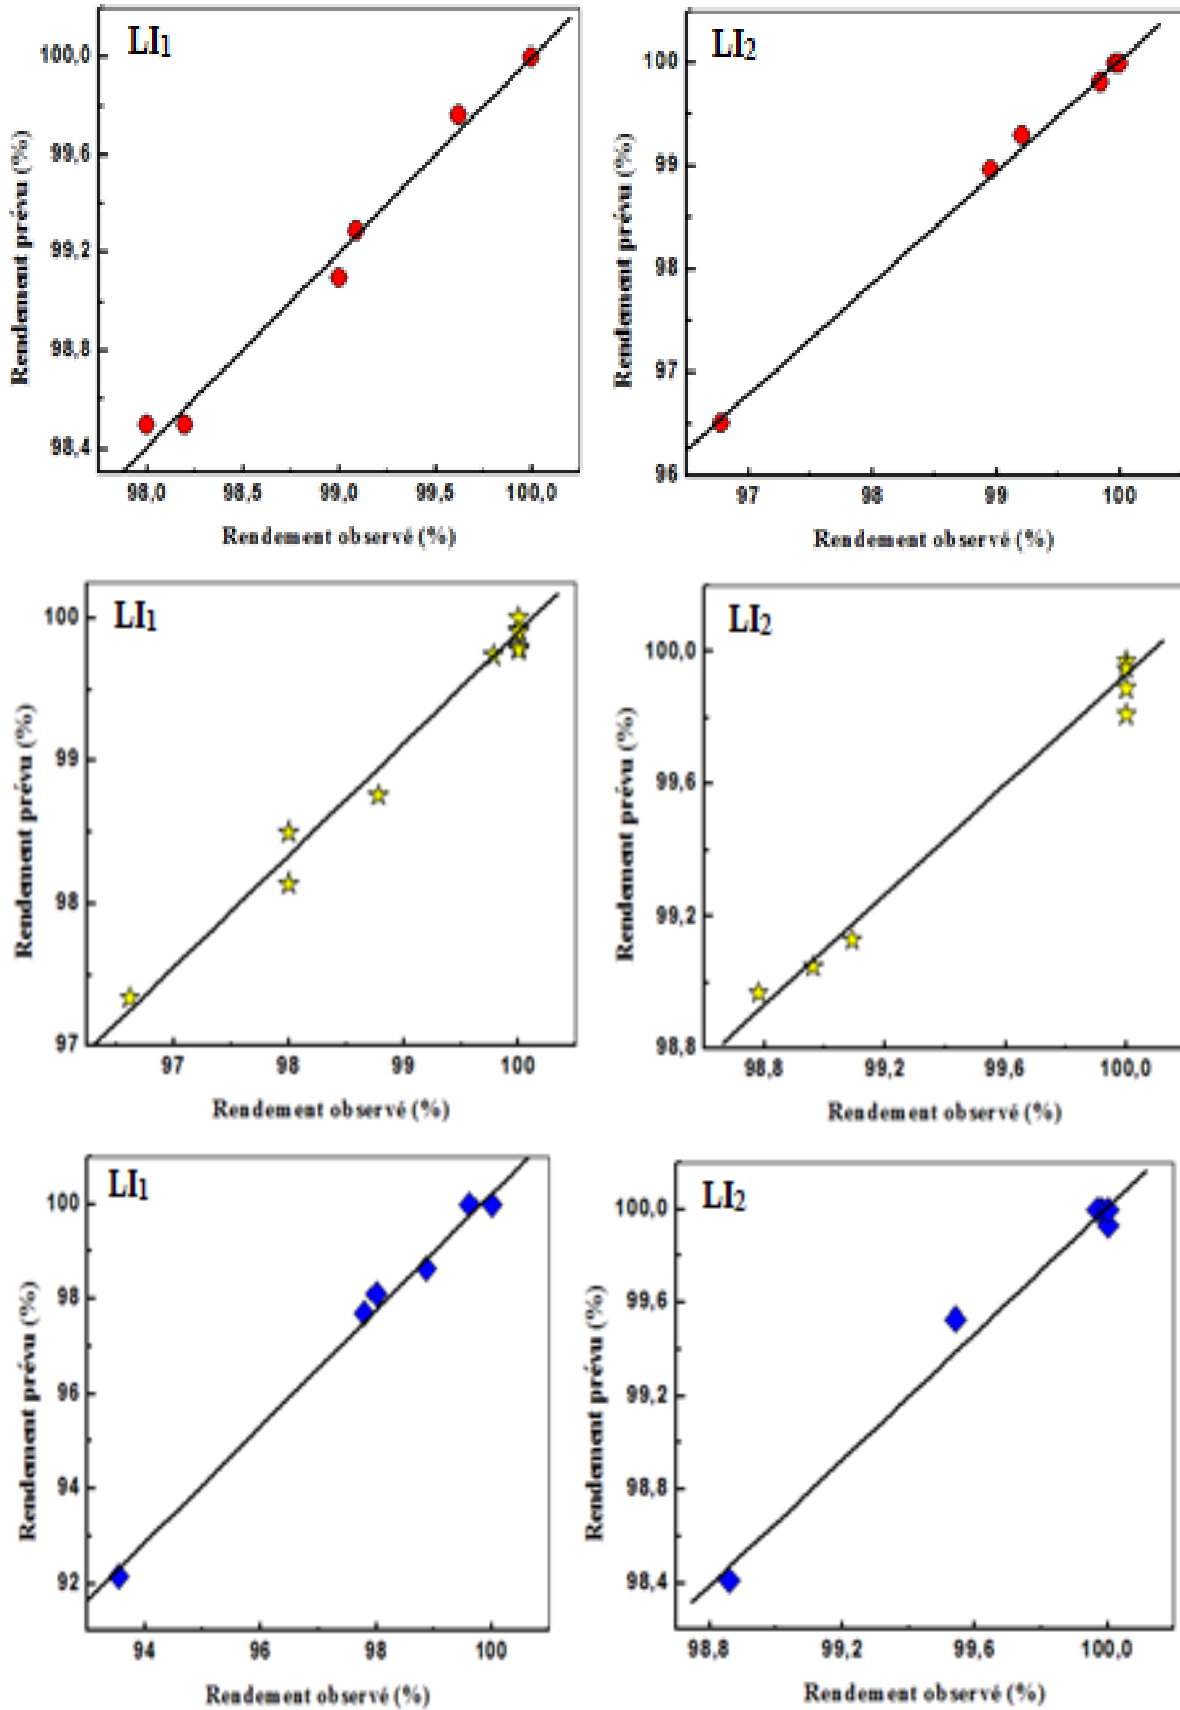 LI1
Rendement prévu (%)
100,0
99,6
99,2
98,8
98,4
98,0 98,5 99,0 99,5 100,0
Rendement observé (%)
LI2
Rendement prévu (%)
100
99
98
97
96
97 98 99 100
Rendement observé (%)
LI1
Rendement prévu (%)
100
99
98
97
97 98 99 100
Rendement observé (%)
LI2
Rendement prévu (%)
100,0
99,6
99,2
98,8
98,8 99,2 99,6 100,0
Rendement observé (%)
LI1
Rendement prévu (%)
100
98
96
94
92
94 96 98 100
Rendement observé (%)
LI2
Rendement prévu (%)
100,0
99,6
99,2
98,8
98,4
98,8 99,2 99,6 100,0
Rendement observé (%)